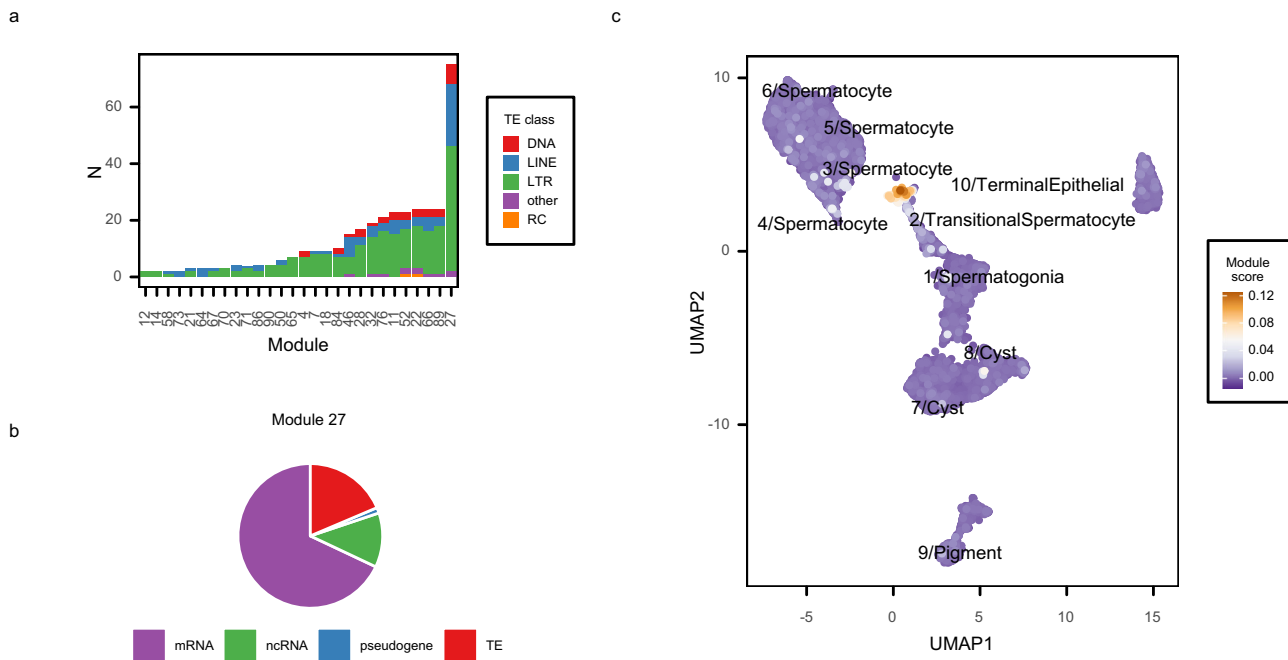 a
60
40
20
0
N
12
14
58
73
21
64
67
70
23
71
86
90
50
65
4
7
18
84
46
28
32
76
11
52
22
66
89
27
Module
TE class
DNA
LINE
LTR
other
RC
b
Module 27
mRNA
ncRNA
pseudogene
TE
c
10
0
-10
UMAP2
6/Spermatocyte
5/Spermatocyte
3/Spermatocyte
10/TerminalEpithelial
4/Spermatocyte
2/TransitionalSpermatocyte
1/Spermatogonia
8/Cyst
7/Cyst
9/Pigment
-5
0
5
10
15
UMAP1
Module
score
0.12
0.08
0.04
0.00